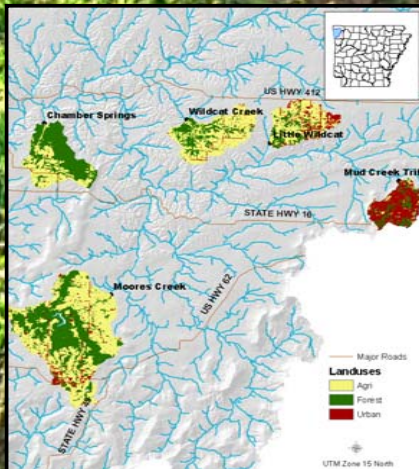 US HWY 412
Chamber Springs
Wildcat Creek
Little Wildcat
Mud Creek Trib
STATE HWY 16
Moores Creek
US HWY 62
STATE HWY
Major Roads
Landuses
Agri
Forest
Urban
UTM Zone 15 North